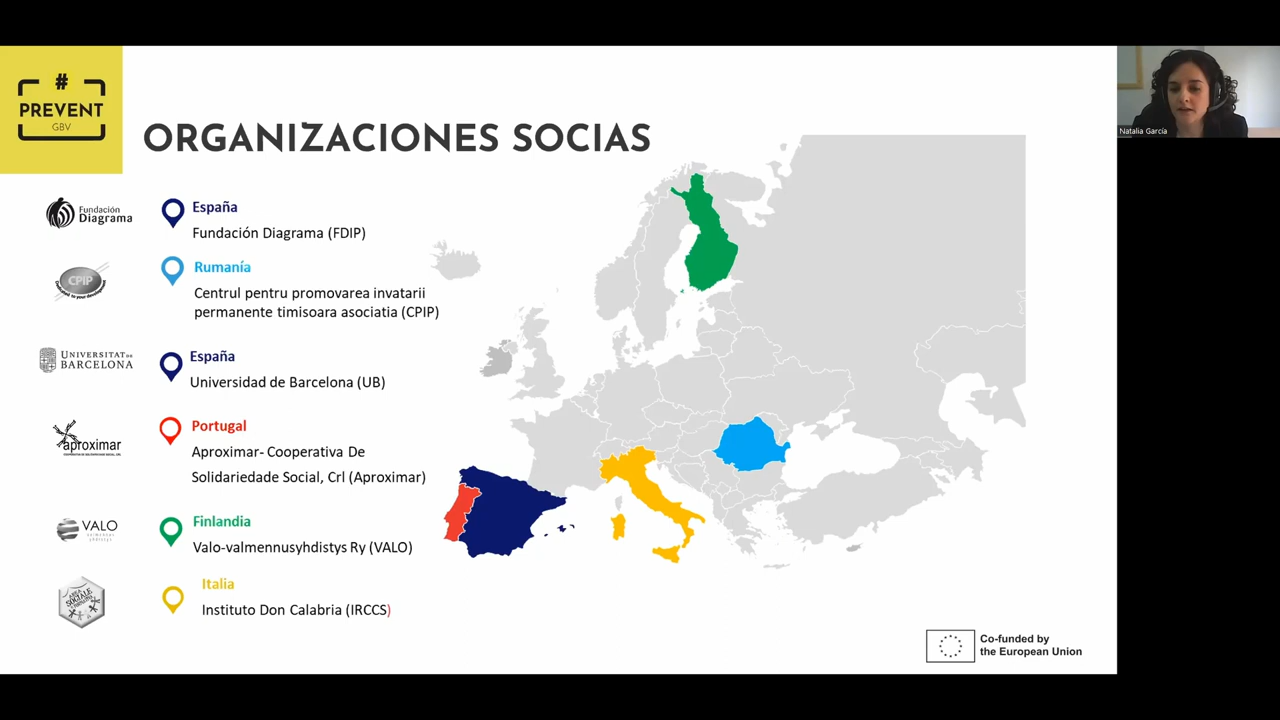 #
PREVENT
GBV
ORGANIZACIONES SOCIAS
Natalia García
Fundación
Diagrama
España
Fundación Diagrama (FDIP)
CPIP
Rumanía
Centrul pentru promovarea invatarii
permanente timisoara asociatia (CPIP)
UNIVERSITAT DE
BARCELONA
España
Universidad de Barcelona (UB)
aproximar
Portugal
Aproximar- Cooperativa De
Solidariedade Social, Crl (Aproximar)
VALO
Finlandia
Valo-valmennusyhdistys Ry (VALO)
SOCIALE
Italia
Instituto Don Calabria (IRCCS)
Co-funded by
the European Union